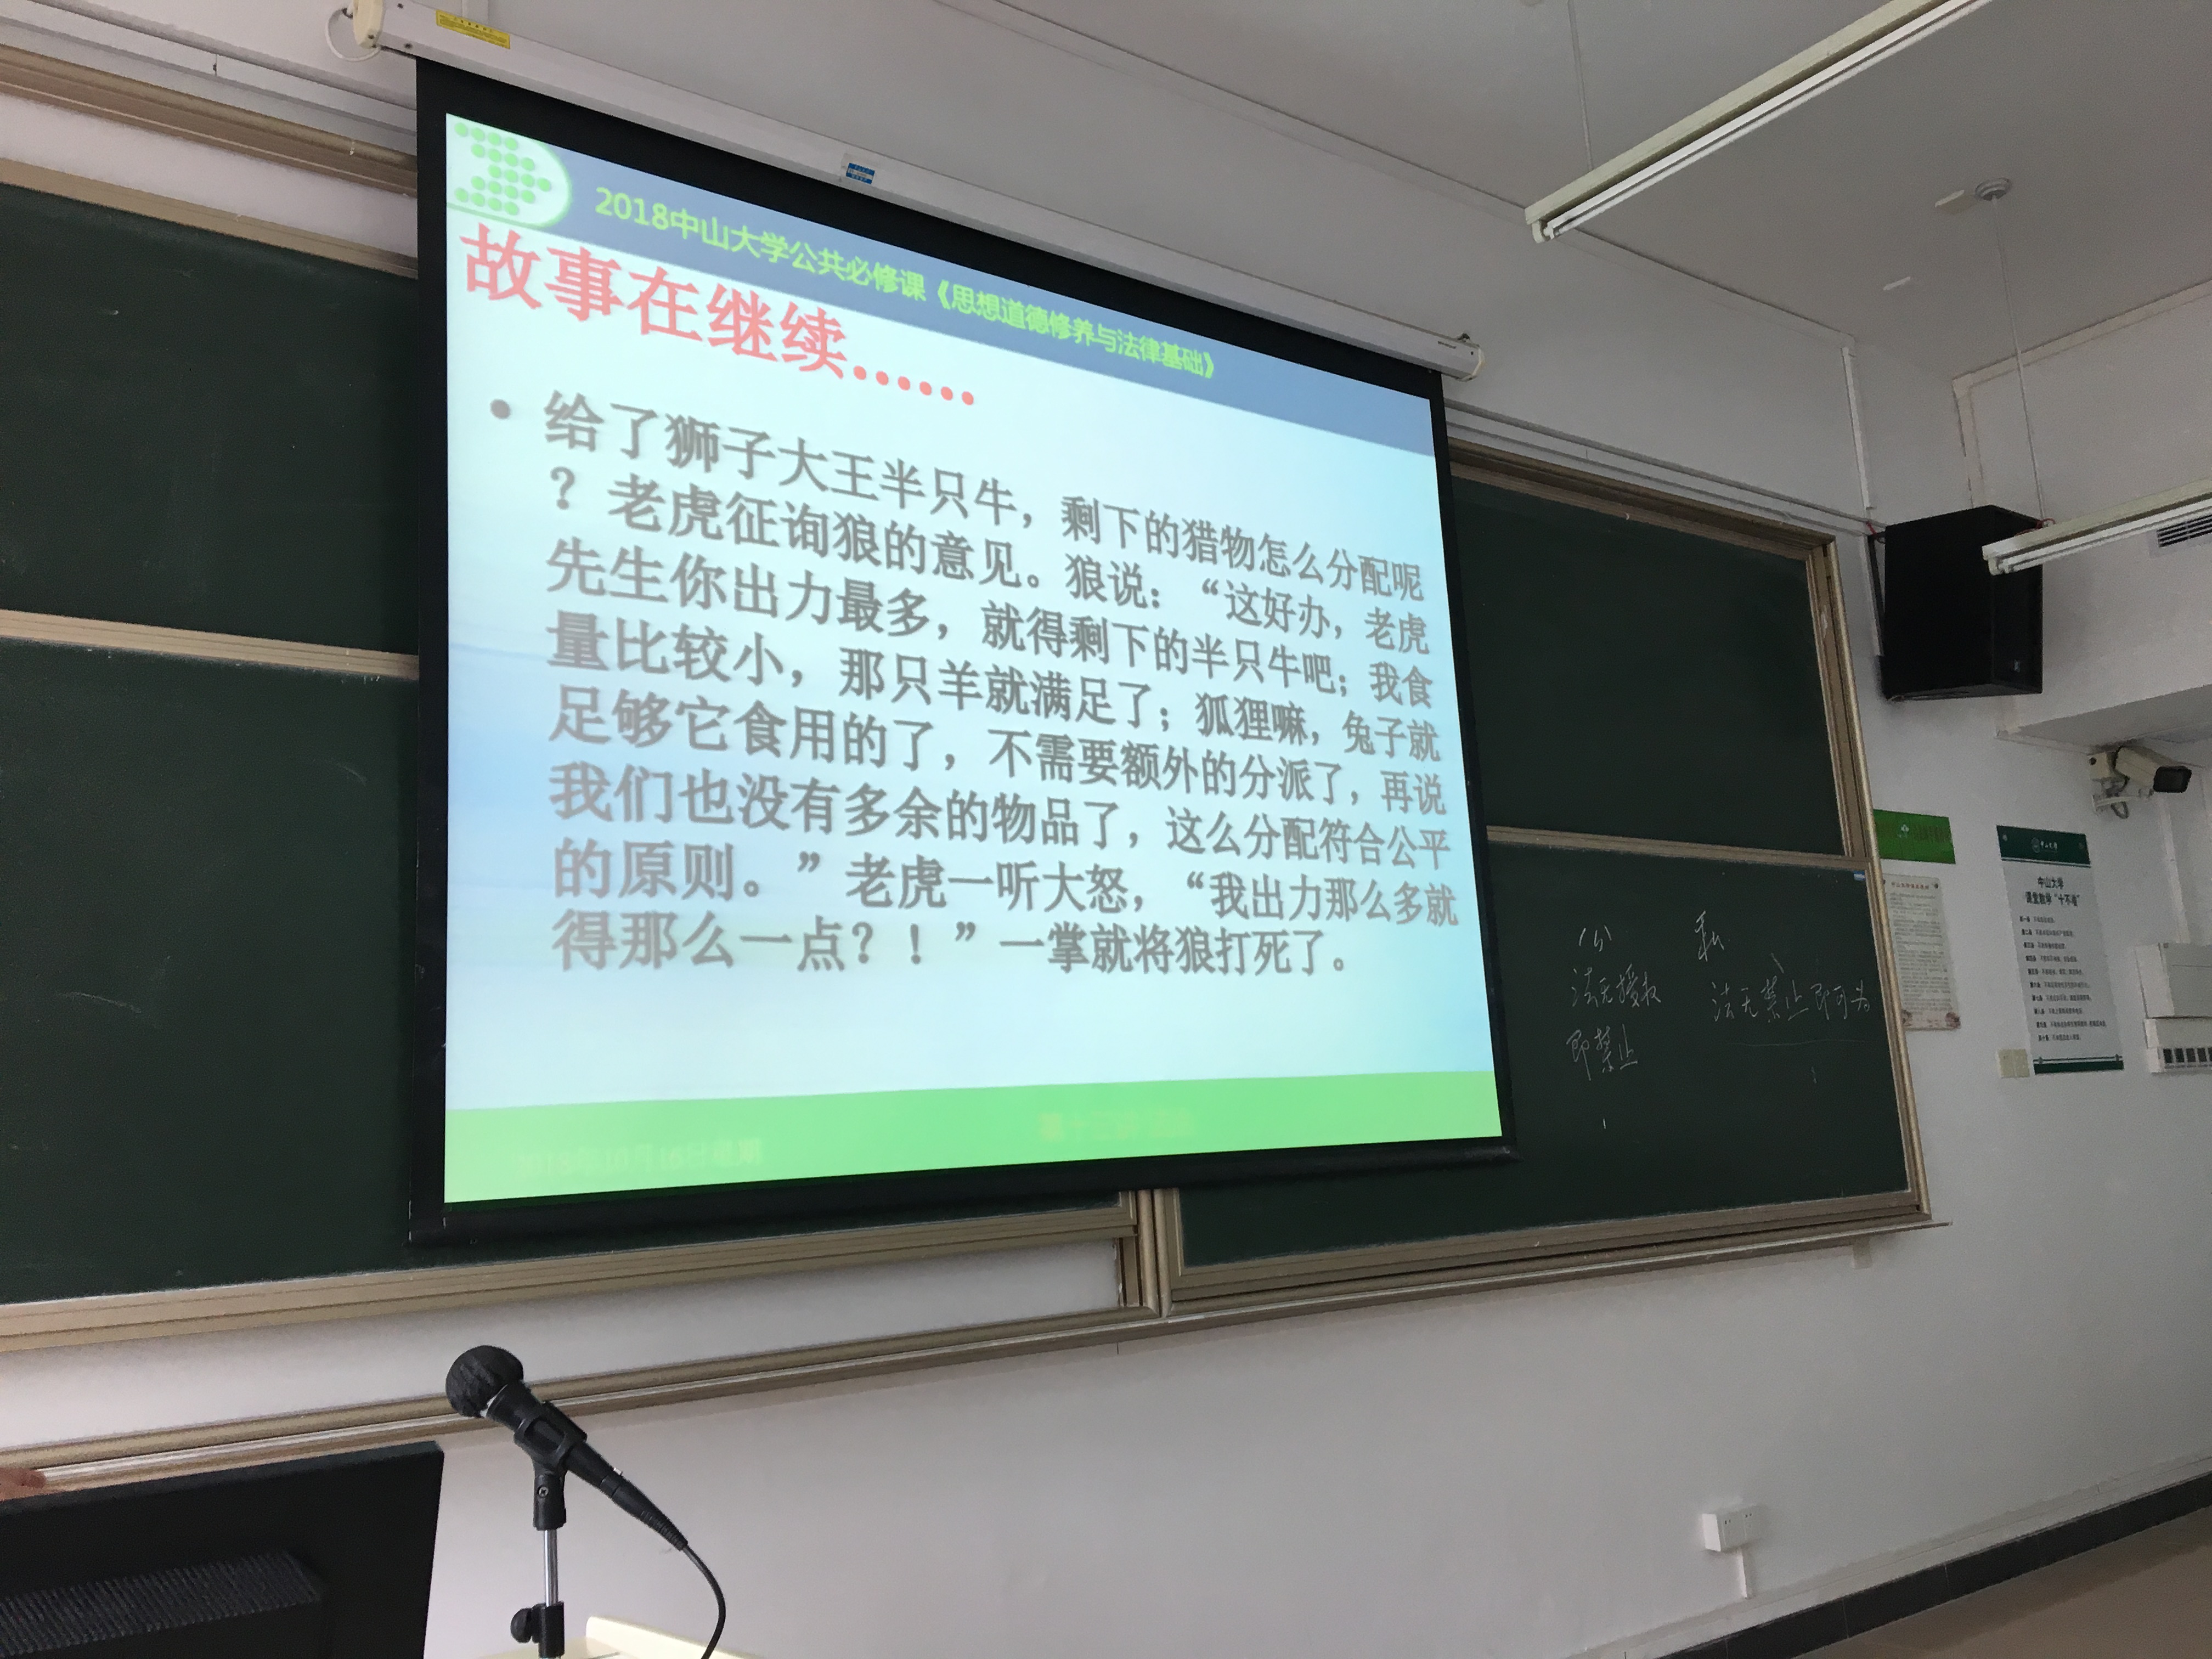 2018中山大学公共必修课《思想道德修养与法律基础》
故事在继续……
• 给了狮子大王半只牛，剩下的猎物怎么分配呢
？老虎征询狼的意见。狼说：“这好办，老虎
先生你出力最多，就得剩下的半只牛吧；我食
量比较小，那只羊就满足了；狐狸嘛，兔子就
足够它食用的了，不需要额外的分派了，再说
我们也没有多余的物品了，这么分配符合公平
的原则。”老虎一听大怒，“我出力那么多就
得那么一点？！”一掌就将狼打死了。
公 私
法无授权 法无禁止即可为
即禁止
中山大学
课堂教学“十不准”